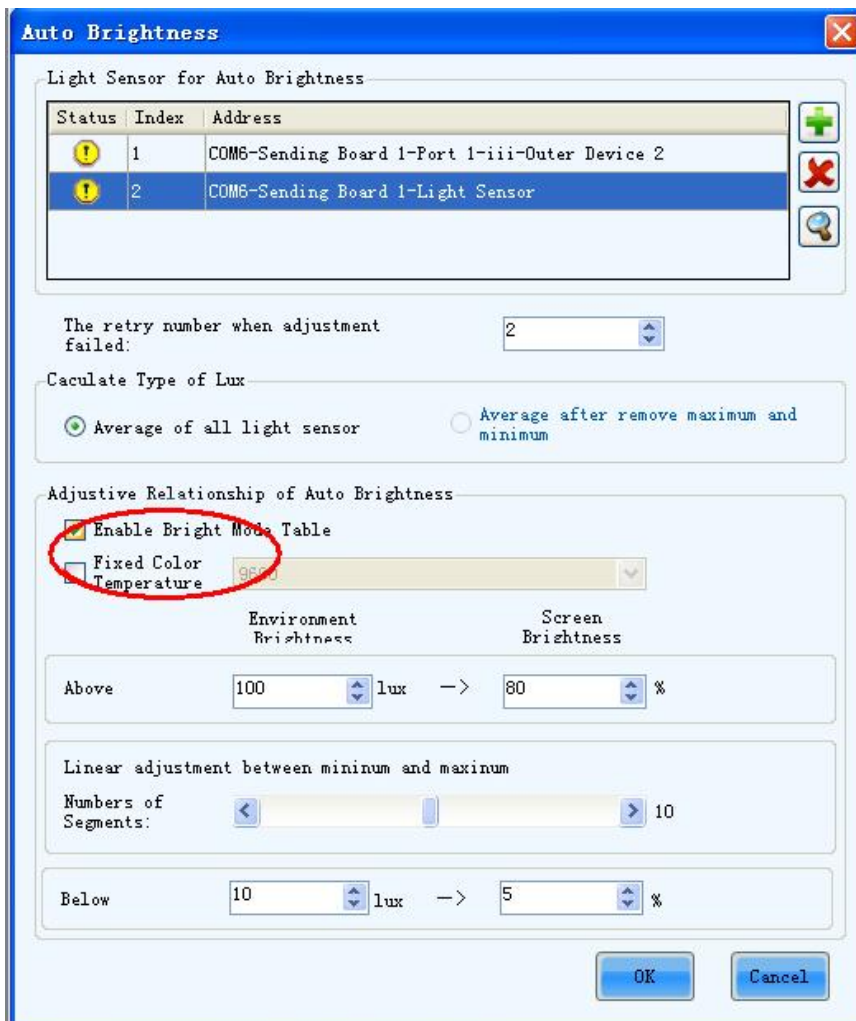 Auto Brightness
Light Sensor for Auto Brightness
Status Index Address
1 COM6-Sending Board 1-Port 1-iii-Outer Device 2
2 COM6-Sending Board 1-Light Sensor
The retry number when adjustment
failed:
2
Caculate Type of Lux
Average of all light sensor
Average after remove maximum and
minimum
Adjustive Relationship of Auto Brightness
Enable Bright Mode Table
Fixed Color
Temperature
Environment
Brightness
Screen
Brightness
Above 100 lux —> 80 %
Linear adjustment between mininum and maxinum
Numbers of
Segments:
10
Below 10 lux —> 5 %
OK Cancel